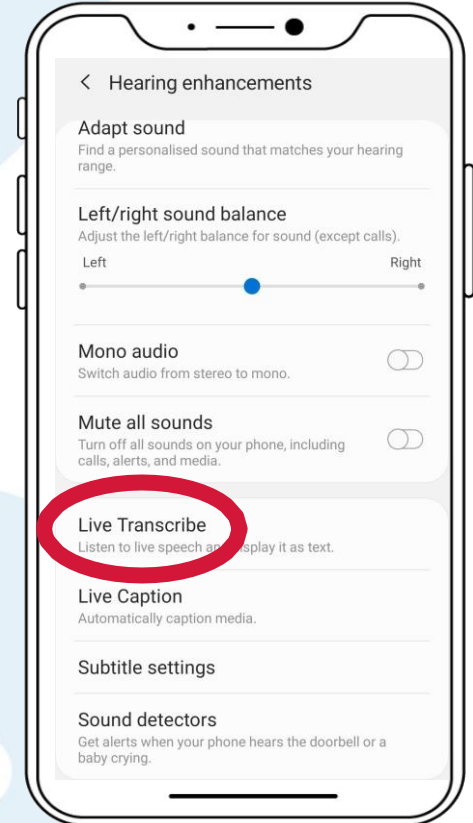 < Hearing enhancements
Adapt sound
Find a personalised sound that matches your hearing
range.
Left/right sound balance
Adjust the left/right balance for sound (except calls).
Left Right
Mono audio
Switch audio from stereo to mono.
Mute all sounds
Turn off all sounds on your phone, including
calls, alerts, and media.
Live Transcribe
Listen to live speech and display it as text.
Live Caption
Automatically caption media.
Subtitle settings
Sound detectors
Get alerts when your phone hears the doorbell or a
baby crying.